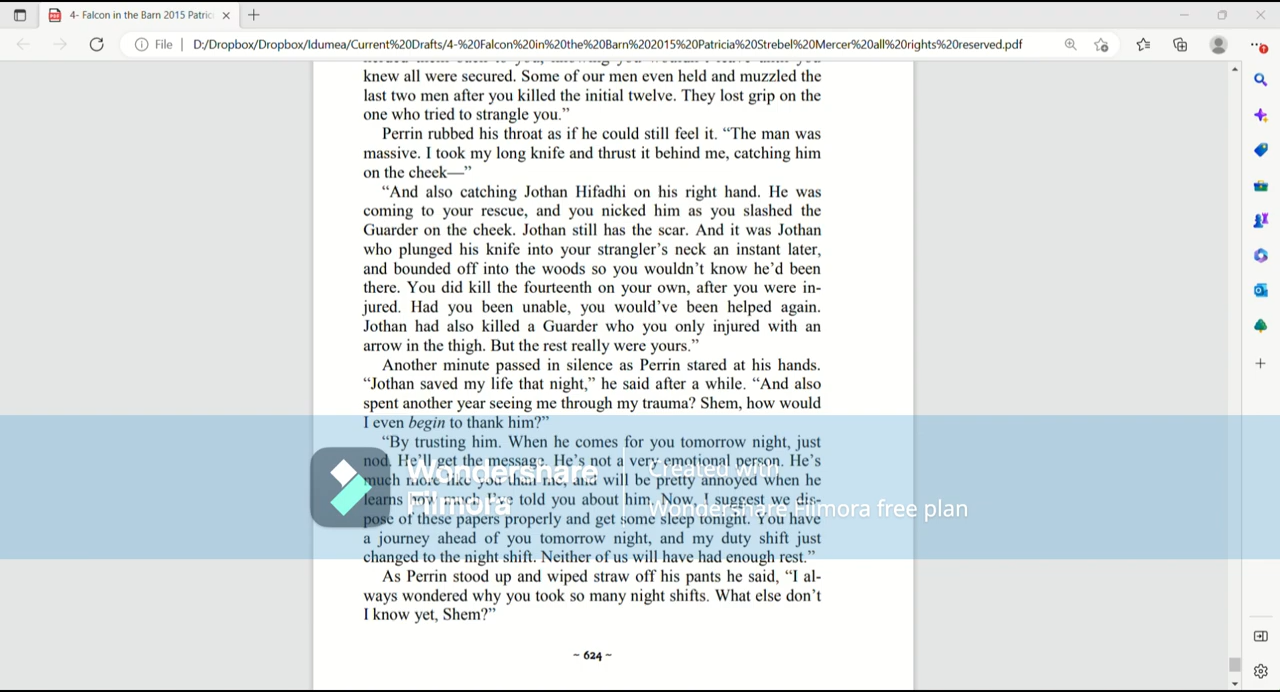 4- Falcon in the Barn 2015 Patric
File
D:/Dropbox/Dropbox/Idumea/Current%20Drafts/4-%20Falcon%20in%20the%20Barn%202015%20Patricia%20Strebel%20Mercer%20all%20rights%20reserved.pdf
knew all were secured. Some of our men even held and muzzled the
last two men after you killed the initial twelve. They lost grip on the
one who tried to strangle you.”
Perrin rubbed his throat as if he could still feel it. “The man was
massive. I took my long knife and thrust it behind me, catching him
on the cheek—”
“And also catching Jothan Hifadhi on his right hand. He was
coming to your rescue, and you nicked him as you slashed the
Guarder on the cheek. Jothan still has the scar. And it was Jothan
who plunged his knife into your strangler’s neck an instant later,
and bounded off into the woods so you wouldn’t know he’d been
there. You did kill the fourteenth on your own, after you were in-
jured. Had you been unable, you would’ve been helped again.
Jothan had also killed a Guarder who you only injured with an
arrow in the thigh. But the rest really were yours.”
Another minute passed in silence as Perrin stared at his hands.
“Jothan saved my life that night,” he said after a while. “And also
spent another year seeing me through my trauma? Shem, how would
I even begin to thank him?”
“By trusting him. When he comes for you tomorrow night, just
nod. He’ll get the message. He’s not a very emotional person. He’s
much more like you than me, and will be pretty annoyed when he
learns how much I’ve told you about him. Now, I suggest we dis-
pose of these papers properly and get some sleep tonight. You have
a journey ahead of you tomorrow night, and my duty shift just
changed to the night shift. Neither of us will have had enough rest.”
As Perrin stood up and wiped straw off his pants he said, “I al-
ways wondered why you took so many night shifts. What else don’t
I know yet, Shem?”
~ 624 ~
Wondershare
Filmora
Created with
Wondershare Filmora free plan